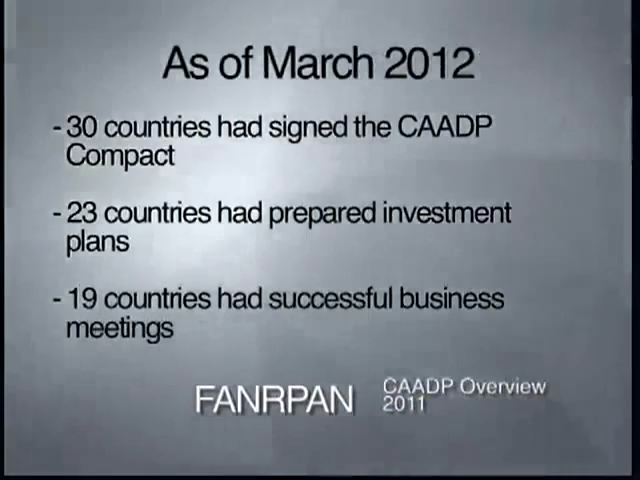 As of March 2012
- 30 countries had signed the CAADP
Compact
- 23 countries had prepared investment
plans
- 19 countries had successful business
meetings
FANRPAN
CAADP Overview
2011